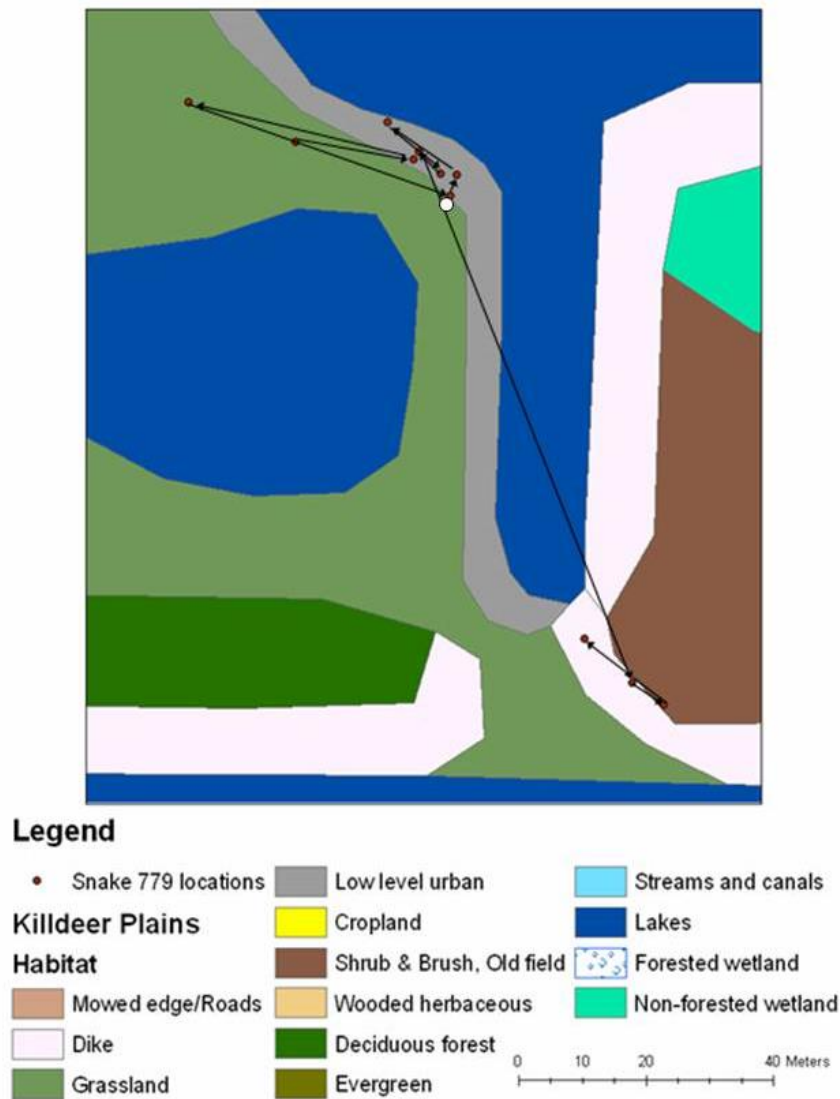 Legend
Snake 779 locations
Killdeer Plains
Habitat
Mowed edge/Roads
Dike
Grassland
Low level urban
Cropland
Shrub & Brush, Old field
Wooded herbaceous
Deciduous forest
Evergreen
Streams and canals
Lakes
Forested wetland
Non-forested wetland
0 10 20 40 Meters